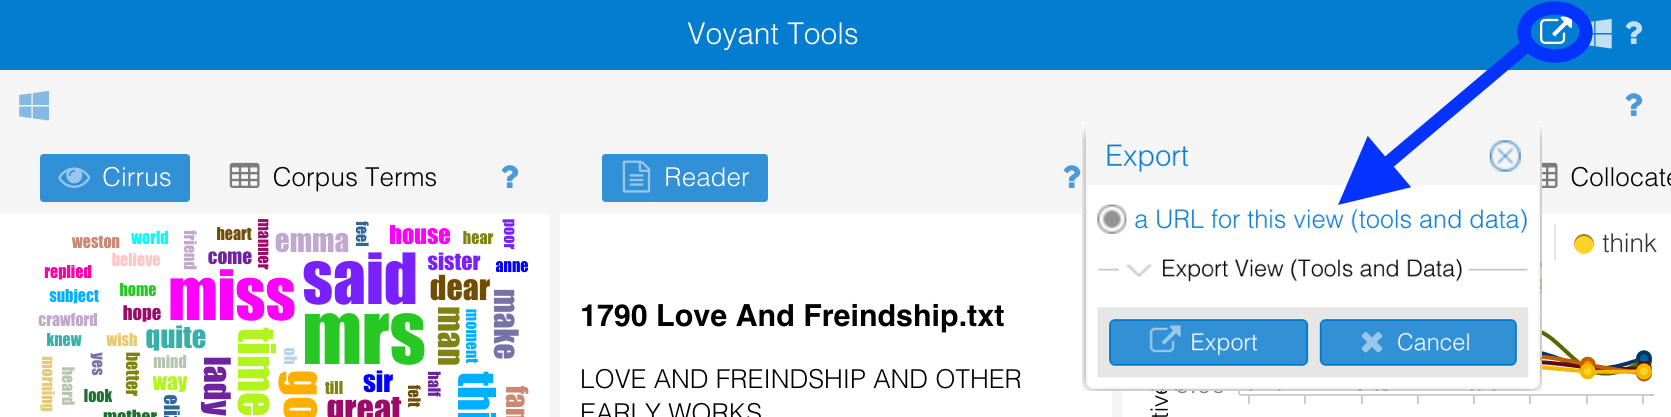 Voyant Tools
?
?
Cirrus
Corpus Terms
?
Reader
?
Export
Collocate
a URL for this view (tools and data)
think
Export View (Tools and Data)
Export
Cancel
weston
world
friend
heart
manner
emma
feel
house
hear
poor
believe
come
replied
miss
said
sister
anne
subject
home
dear
crawford
hope
mrs
man
moment
make
knew
wish
quite
time
oh
morning
heard
yes
better
mind
way
look
mother
lady
go
till
sir
great
felt
half
thi
1790 Love And Freindship.txt
LOVE AND FREINDSHIP AND OTHER
EARLY WORKS